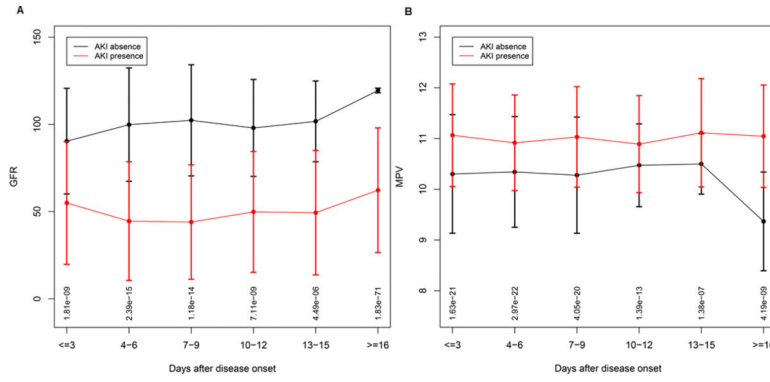 A
AKI absence
AKI presence
GFR
150
100
50
0
1.81e−09
2.39e−15
1.18e−14
7.11e−09
4.49e−06
1.83e−71
<=3
4−6
7−9
10−12
13−15
>=16
Days after disease onset
B
AKI absence
AKI presence
MPV
13
12
11
10
9
8
1.63e−21
2.97e−22
4.05e−20
1.39e−13
1.38e−07
4.19e−09
<=3
4−6
7−9
10−12
13−15
>=16
Days after disease onset